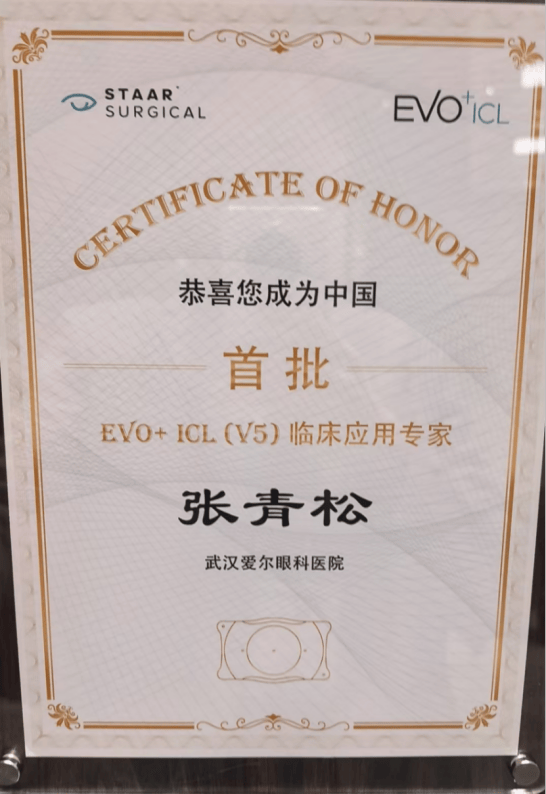 STAAR
SURGICAL
EVO+ ICL
CERTIFICATE OF HONOR
恭喜您成为中国
首批
EVO+ ICL (V5) 临床应用专家
张青松
武汉爱尔眼科医院